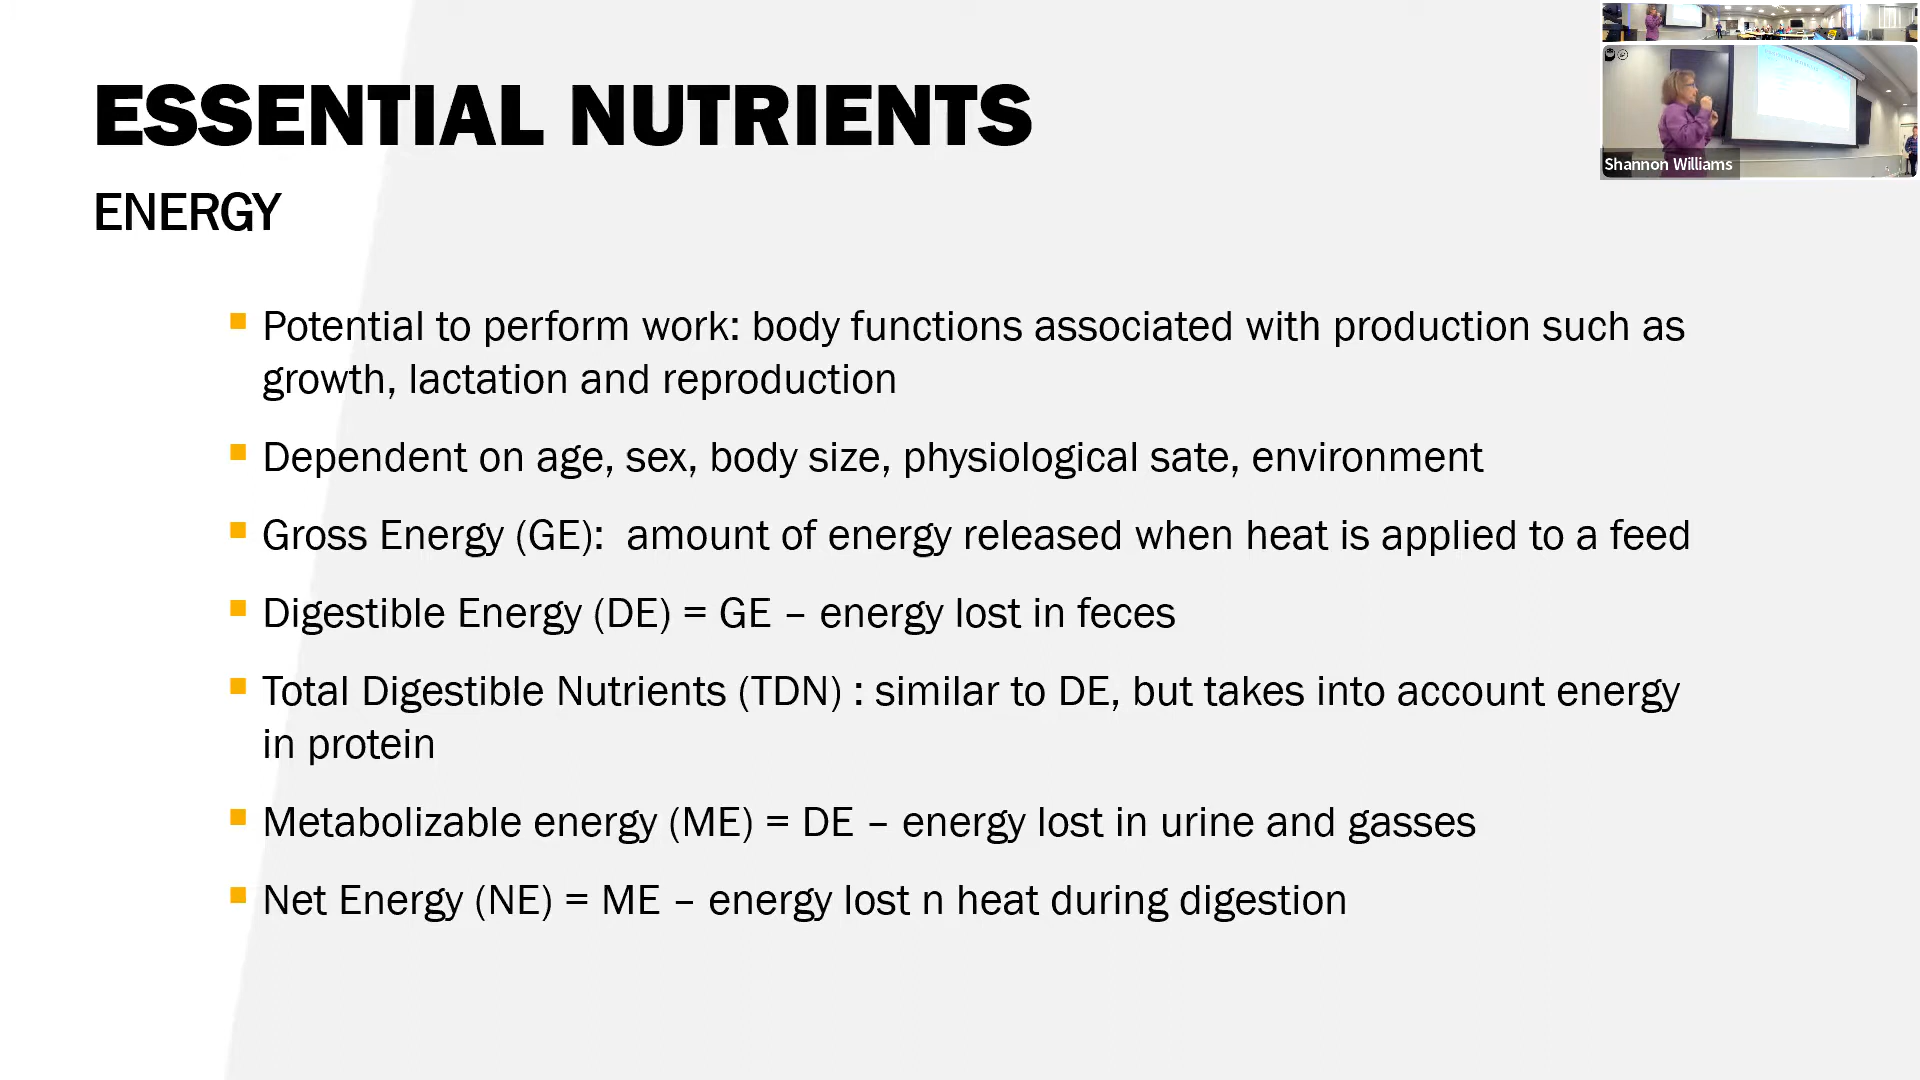 ESSENTIAL NUTRIENTS
ENERGY
Potential to perform work: body functions associated with production such as
growth, lactation and reproduction
Dependent on age, sex, body size, physiological sate, environment
Gross Energy (GE):  amount of energy released when heat is applied to a feed
Digestible Energy (DE) = GE – energy lost in feces
Total Digestible Nutrients (TDN) : similar to DE, but takes into account energy
in protein
Metabolizable energy (ME) = DE – energy lost in urine and gasses
Net Energy (NE) = ME – energy lost n heat during digestion
Shannon Williams